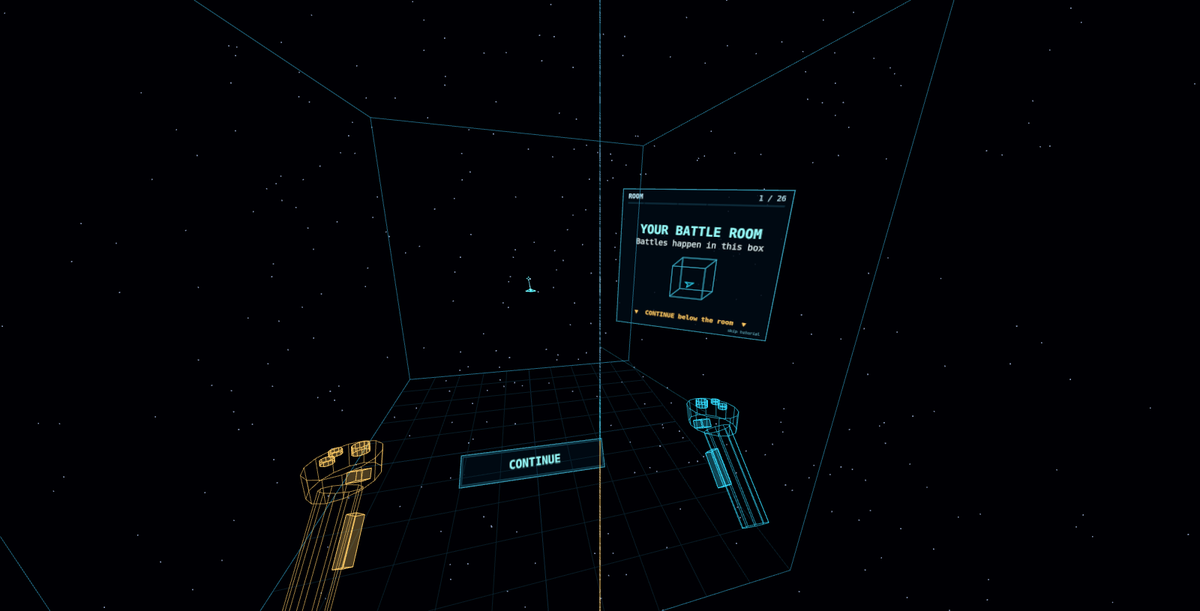 ROOM
1 / 26
YOUR BATTLE ROOM
Battles happen in this box
▼ CONTINUE below the room ▼
skip tutorial
CONTINUE